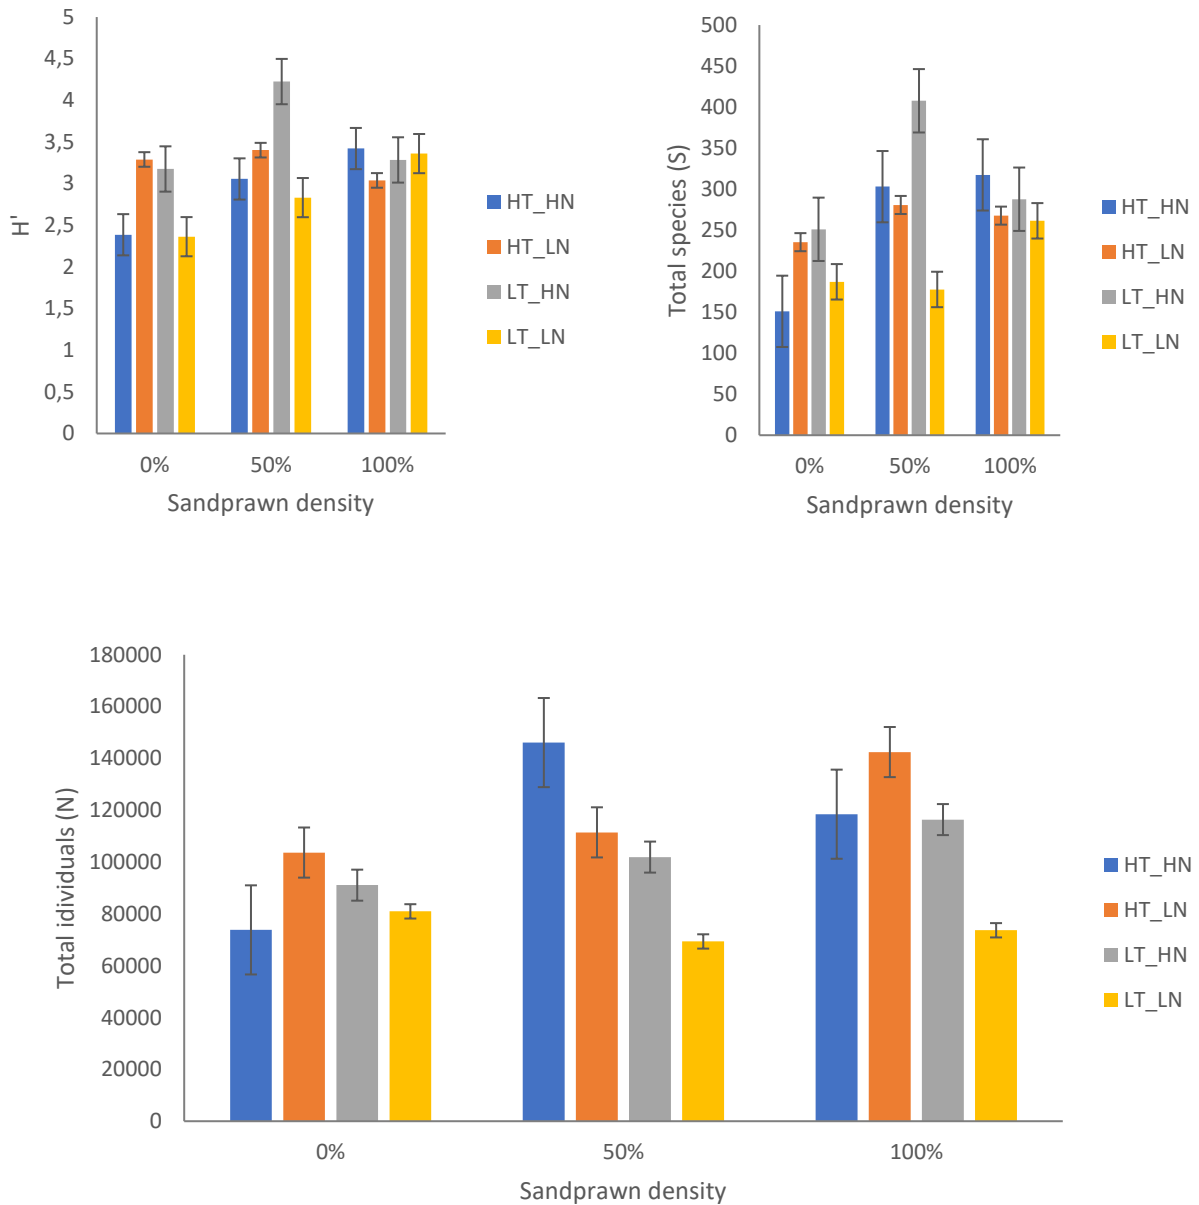 5
4,5
4
3,5
3
2,5
2
1,5
1
0,5
0
H'
0% 50% 100%
Sandprawn density
HT_HN
HT_LN
LT_HN
LT_LN
500
450
400
350
300
250
200
150
100
50
0
Total species (S)
0% 50% 100%
Sandprawn density
HT_HN
HT_LN
LT_HN
LT_LN
180000
160000
140000
120000
100000
80000
60000
40000
20000
0
Total idividuals (N)
0% 50% 100%
Sandprawn density
HT_HN
HT_LN
LT_HN
LT_LN